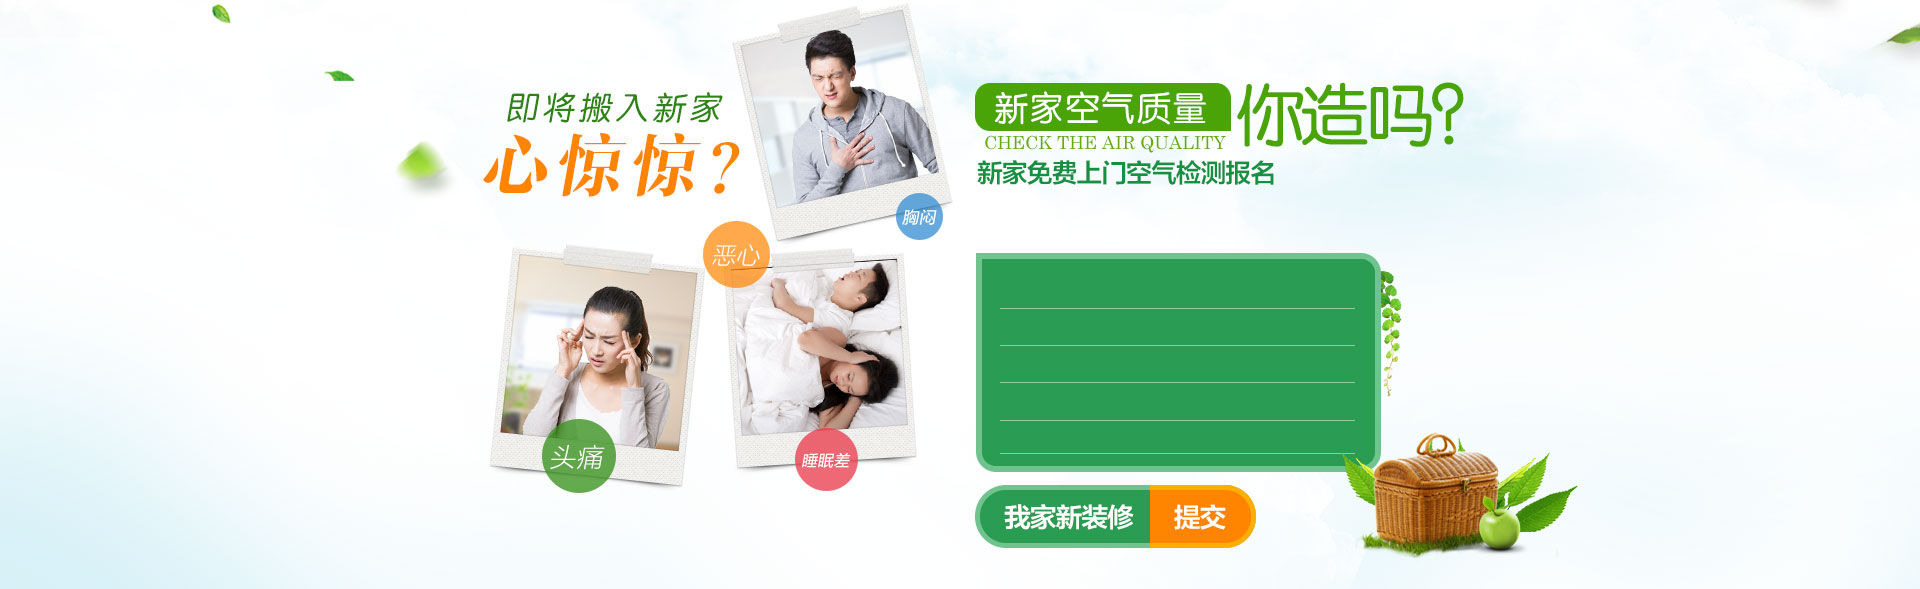 即将搬入新家
心惊惊?
胸闷
恶心
头痛
睡眠差
新家空气质量
你造吗?
CHECK THE AIR QUALITY
新家免费上门空气检测报名
我家新装修
提交